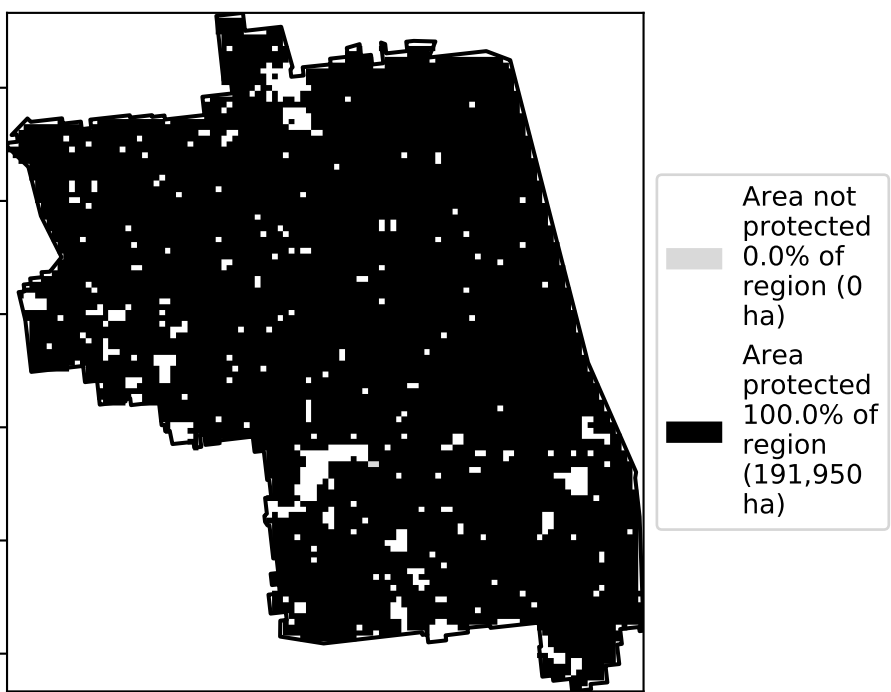 Area not
protected
0.0% of
region (0
ha)
Area
protected
100.0% of
region
(191,950
ha)